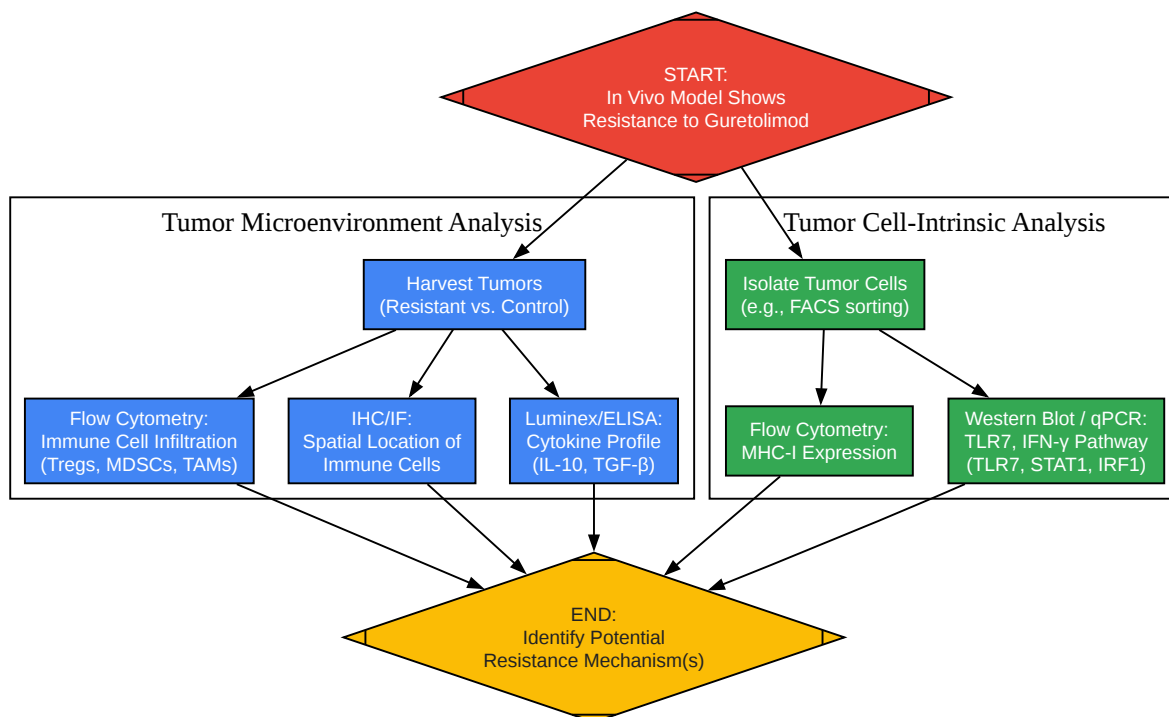 START:
In Vivo Model Shows
Resistance to Guretolimod
Tumor Microenvironment Analysis
Tumor Cell-Intrinsic Analysis
Harvest Tumors
(Resistant vs. Control)
Isolate Tumor Cells
(e.g., FACS sorting)
Flow Cytometry:
Immune Cell Infiltration
(Tregs, MDSCs, TAMs)
IHC/IF:
Spatial Location of
Immune Cells
Luminex/ELISA:
Cytokine Profile
(IL-10, TGF-β)
Flow Cytometry:
MHC-I Expression
Western Blot / qPCR:
TLR7, IFN-γ Pathway
(TLR7, STAT1, IRF1)
END:
Identify Potential
Resistance Mechanism(s)